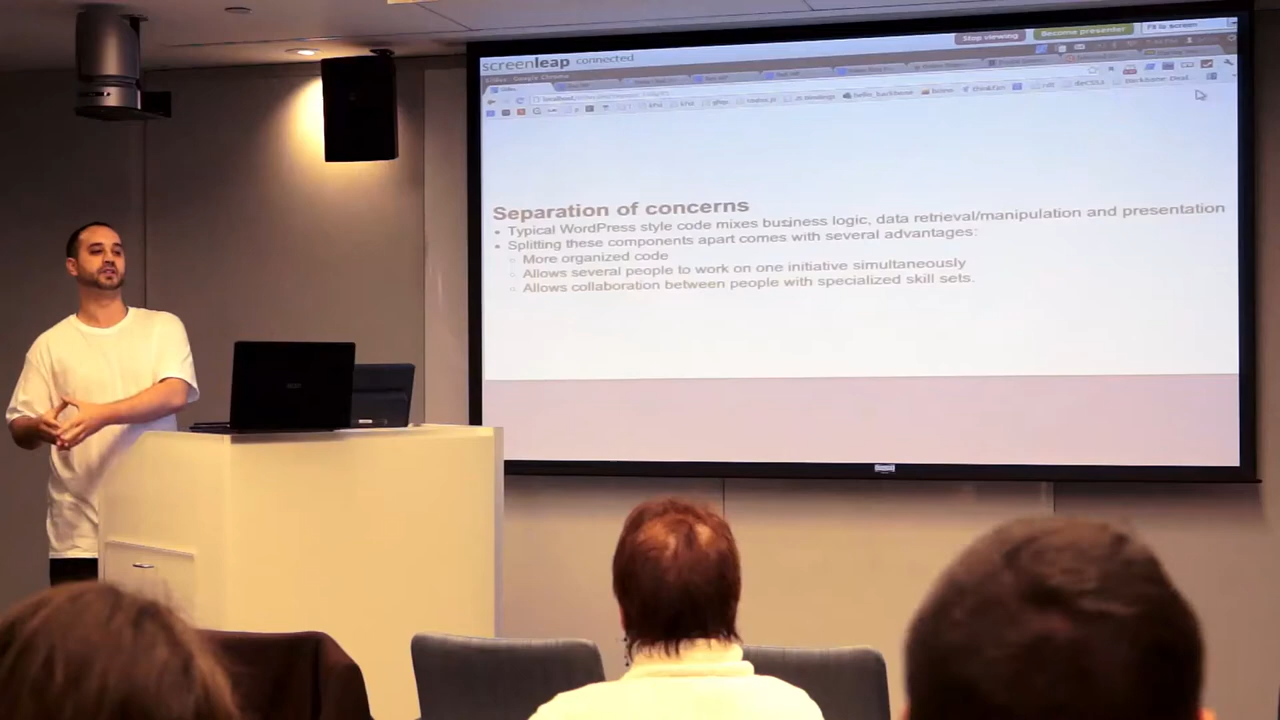 Stop viewing
Become presenter
Fit to screen
screenleap connected
Google Chrome
Separation of concerns
• Typical WordPress style code mixes business logic, data retrieval/manipulation and presentation
• Splitting these components apart comes with several advantages:
○ More organized code
○ Allows several people to work on one initiative simultaneously
○ Allows collaboration between people with specialized skill sets.